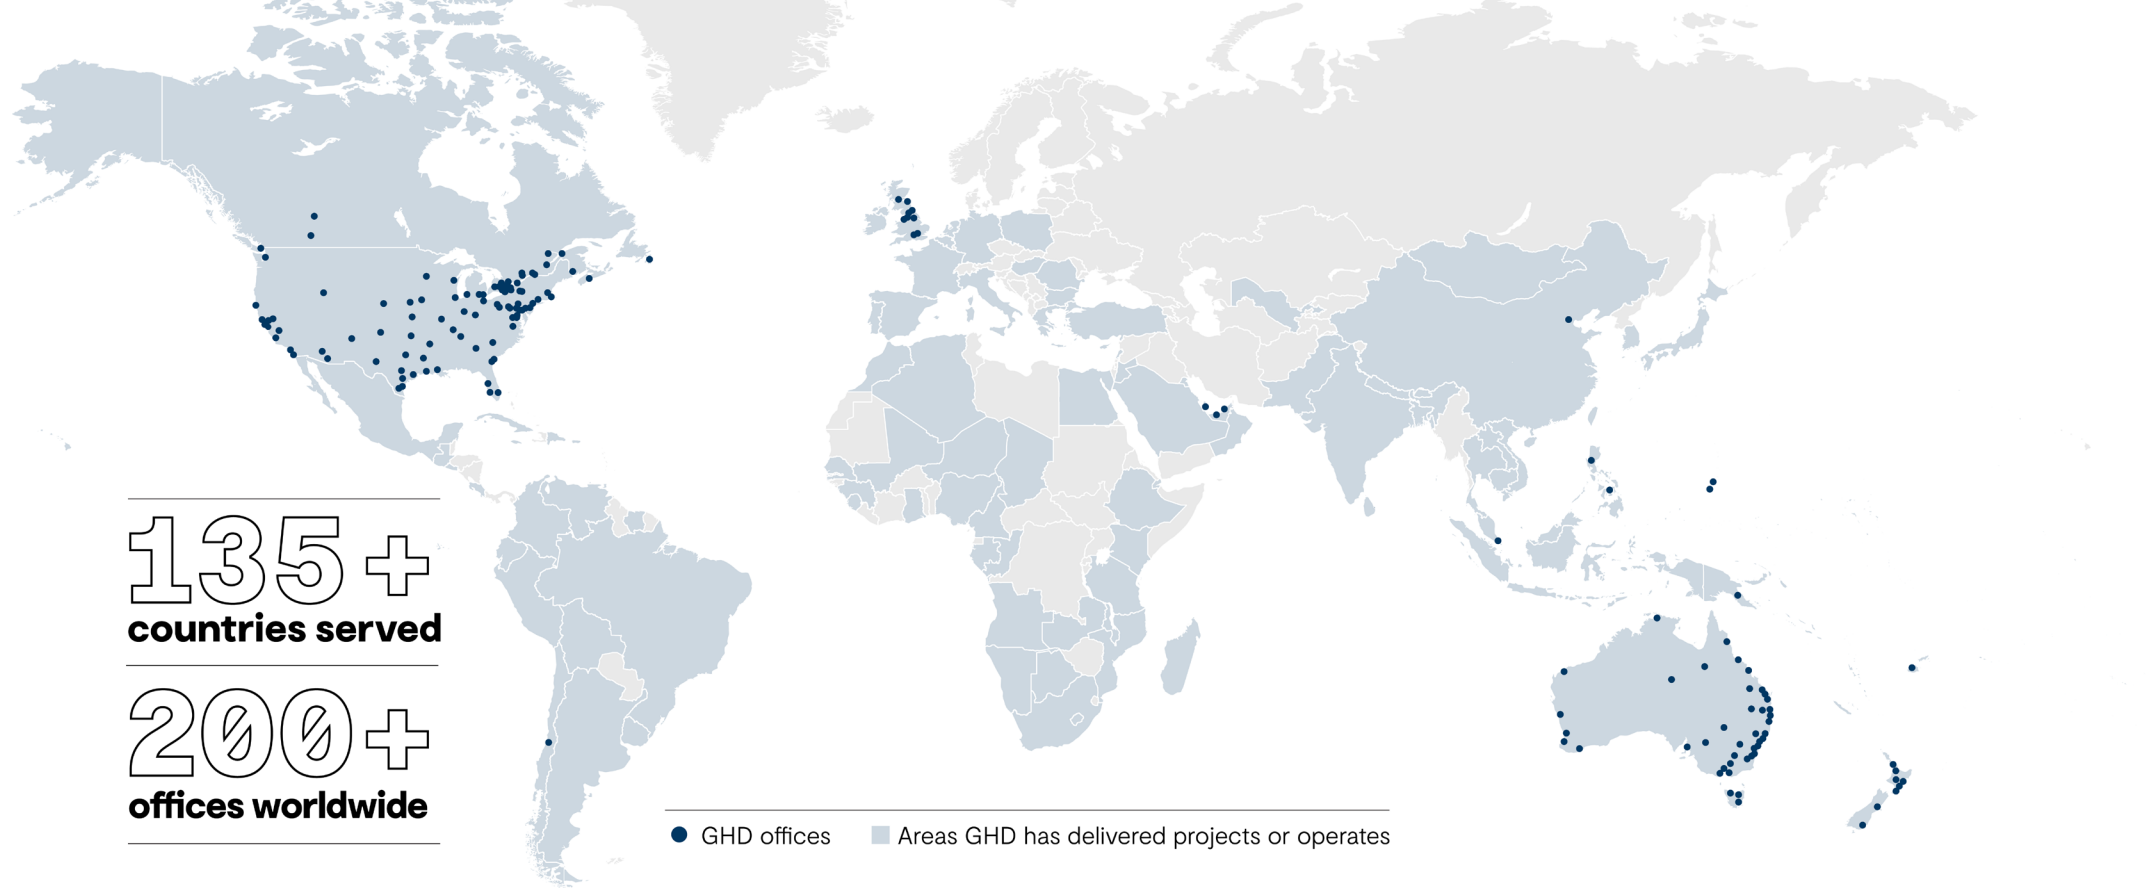 135+
countries served
200+
offices worldwide
GHD offices
Areas GHD has delivered projects or operates